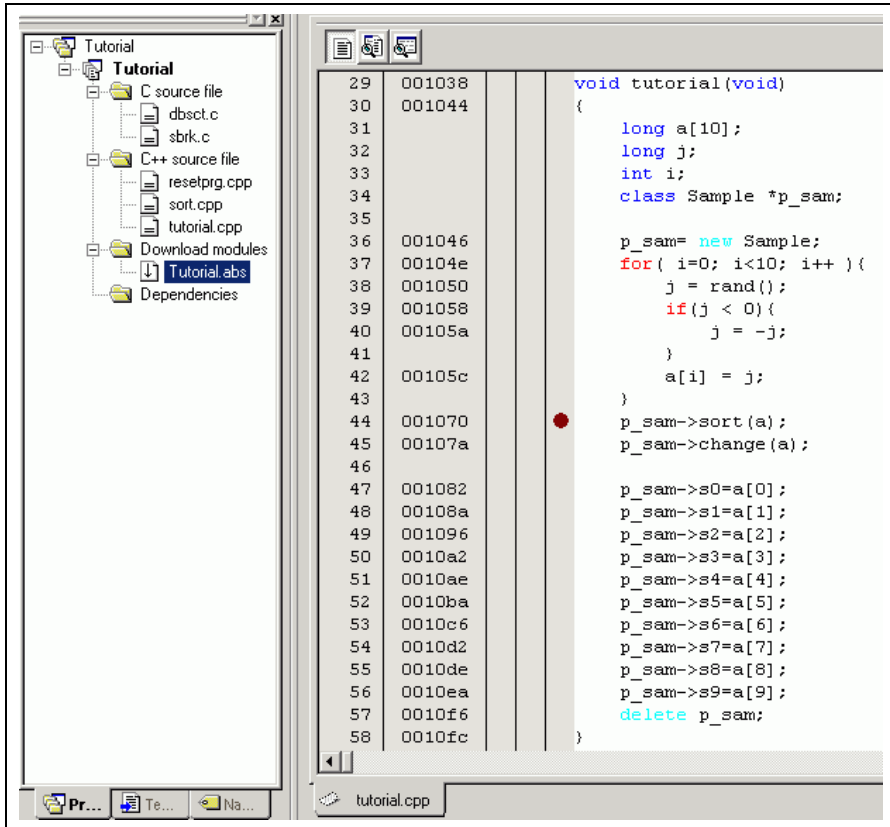 Tutorial
Tutorial
C source file
dbsct.c
sbrk.c
C++ source file
resetprg.cpp
sort.cpp
tutorial.cpp
Download modules
Tutorial.abs
Dependencies
Pr...
Te...
Na...
29 001038 void tutorial(void)
30 001044 {
31 long a[10];
32 long j;
33 int i;
34 class Sample *p_sam;
35
36 001046 p_sam= new Sample;
37 00104e for( i=0; i<10; i++ ){
38 001050 j = rand();
39 001058 if(j < 0){
40 00105a j = -j;
41 }
42 00105c a[i] = j;
43 }
44 001070 p_sam->sort(a);
45 00107a p_sam->change(a);
46
47 001082 p_sam->s0=a[0];
48 00108a p_sam->s1=a[1];
49 001096 p_sam->s2=a[2];
50 0010a2 p_sam->s3=a[3];
51 0010ae p_sam->s4=a[4];
52 0010ba p_sam->s5=a[5];
53 0010c6 p_sam->s6=a[6];
54 0010d2 p_sam->s7=a[7];
55 0010de p_sam->s8=a[8];
56 0010ea p_sam->s9=a[9];
57 0010f6 delete p_sam;
58 0010fc }
tutorial.cpp